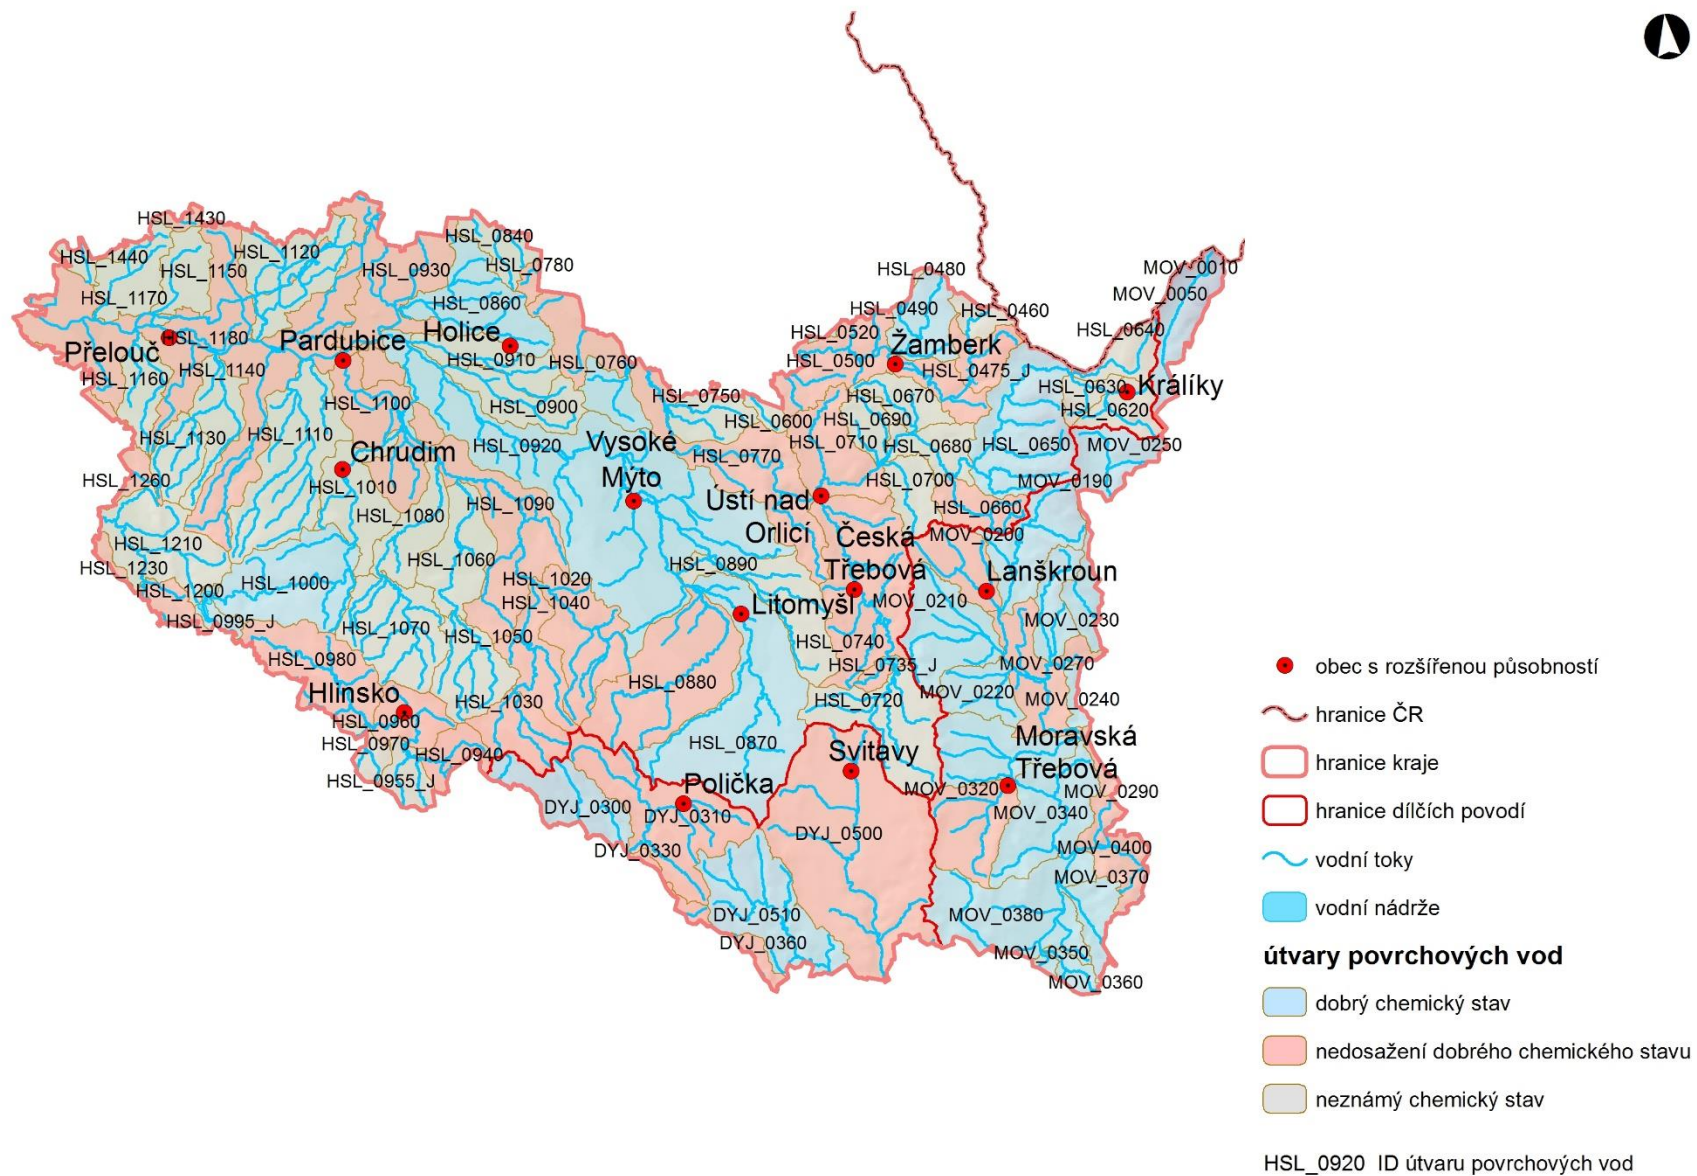 HSL_1430
HSL_1440
HSL_1150
HSL_1120
HSL_0930
HSL_0840
HSL_0780
HSL_1170
HSL_0860
HSL_1180
Přelouč
Pardubice
Holice
HSL_0910
HSL_0760
HSL_1160
HSL_1140
HSL_1100
HSL_0900
HSL_0750
HSL_1130
HSL_1110
Chrudim
HSL_0920
Vysoké
Mýto
HSL_1260
HSL_1010
HSL_1080
HSL_1090
HSL_1210
HSL_1230
HSL_1200
HSL_1000
HSL_1060
HSL_1020
HSL_1040
HSL_0995_J
HSL_1070
HSL_1050
HSL_0980
Hlinsko
HSL_0960
HSL_0970
HSL_0940
HSL_0955_J
HSL_1030
HSL_0880
HSL_0870
HSL_0890
Litomyšl
HSL_0480
HSL_0490
HSL_0460
HSL_0520
HSL_0500
Žamberk
HSL_0475_J
HSL_0670
HSL_0690
HSL_0600
HSL_0710
HSL_0680
HSL_0770
HSL_0700
HSL_0660
HSL_0650
Ústí nad
Orlicí
Česká
Třebová
HSL_0740
HSL_0735_J
HSL_0720
MOV_0010
MOV_0050
HSL_0640
HSL_0630
Králíky
HSL_0620
MOV_0250
MOV_0190
MOV_0200
Lanškroun
MOV_0210
MOV_0230
MOV_0270
MOV_0220
MOV_0240
Moravská
Třebová
MOV_0320
MOV_0290
MOV_0340
MOV_0400
MOV_0370
MOV_0380
MOV_0350
MOV_0360
Svitavy
Polička
DYJ_0300
DYJ_0310
DYJ_0330
DYJ_0500
DYJ_0510
DYJ_0360
obec s rozšířenou působností
hranice ČR
hranice kraje
hranice dílčích povodí
vodní toky
vodní nádrže
útvary povrchových vod
dobrý chemický stav
nedosažení dobrého chemického stavu
neznámý chemický stav
HSL_0920 ID útvaru povrchových vod